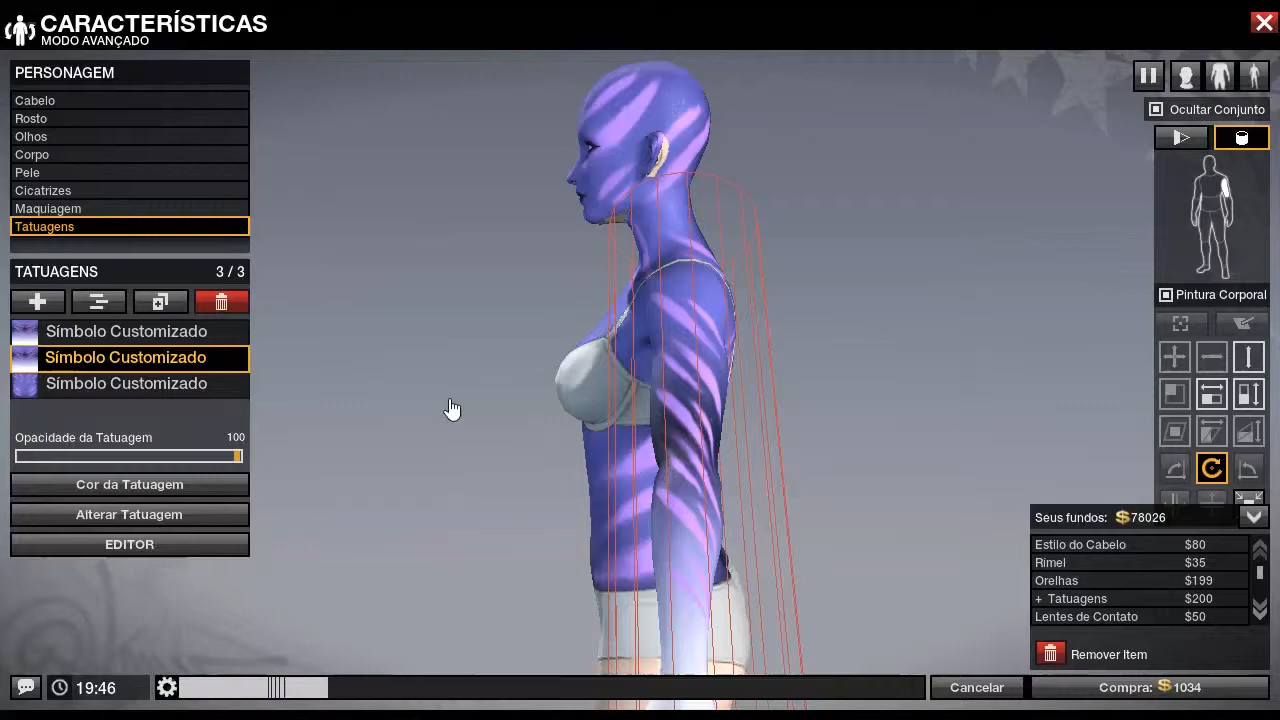 CARACTERÍSTICAS
MODO AVANÇADO
PERSONAGEM
Cabelo
Rosto
Olhos
Corpo
Pele
Cicatrizes
Maquiagem
Tatuagens
TATUAGENS 3 / 3
Símbolo Customizado
Símbolo Customizado
Símbolo Customizado
Opacidade da Tatuagem 100
Cor da Tatuagem
Alterar Tatuagem
EDITOR
Ocultar Conjunto
Pintura Corporal
Seus fundos: $78026
Estilo do Cabelo $80
Rímel $35
Orelhas $199
+ Tatuagens $200
Lentes de Contato $50
Remover Item
19:46
Cancelar
Compra: $1034